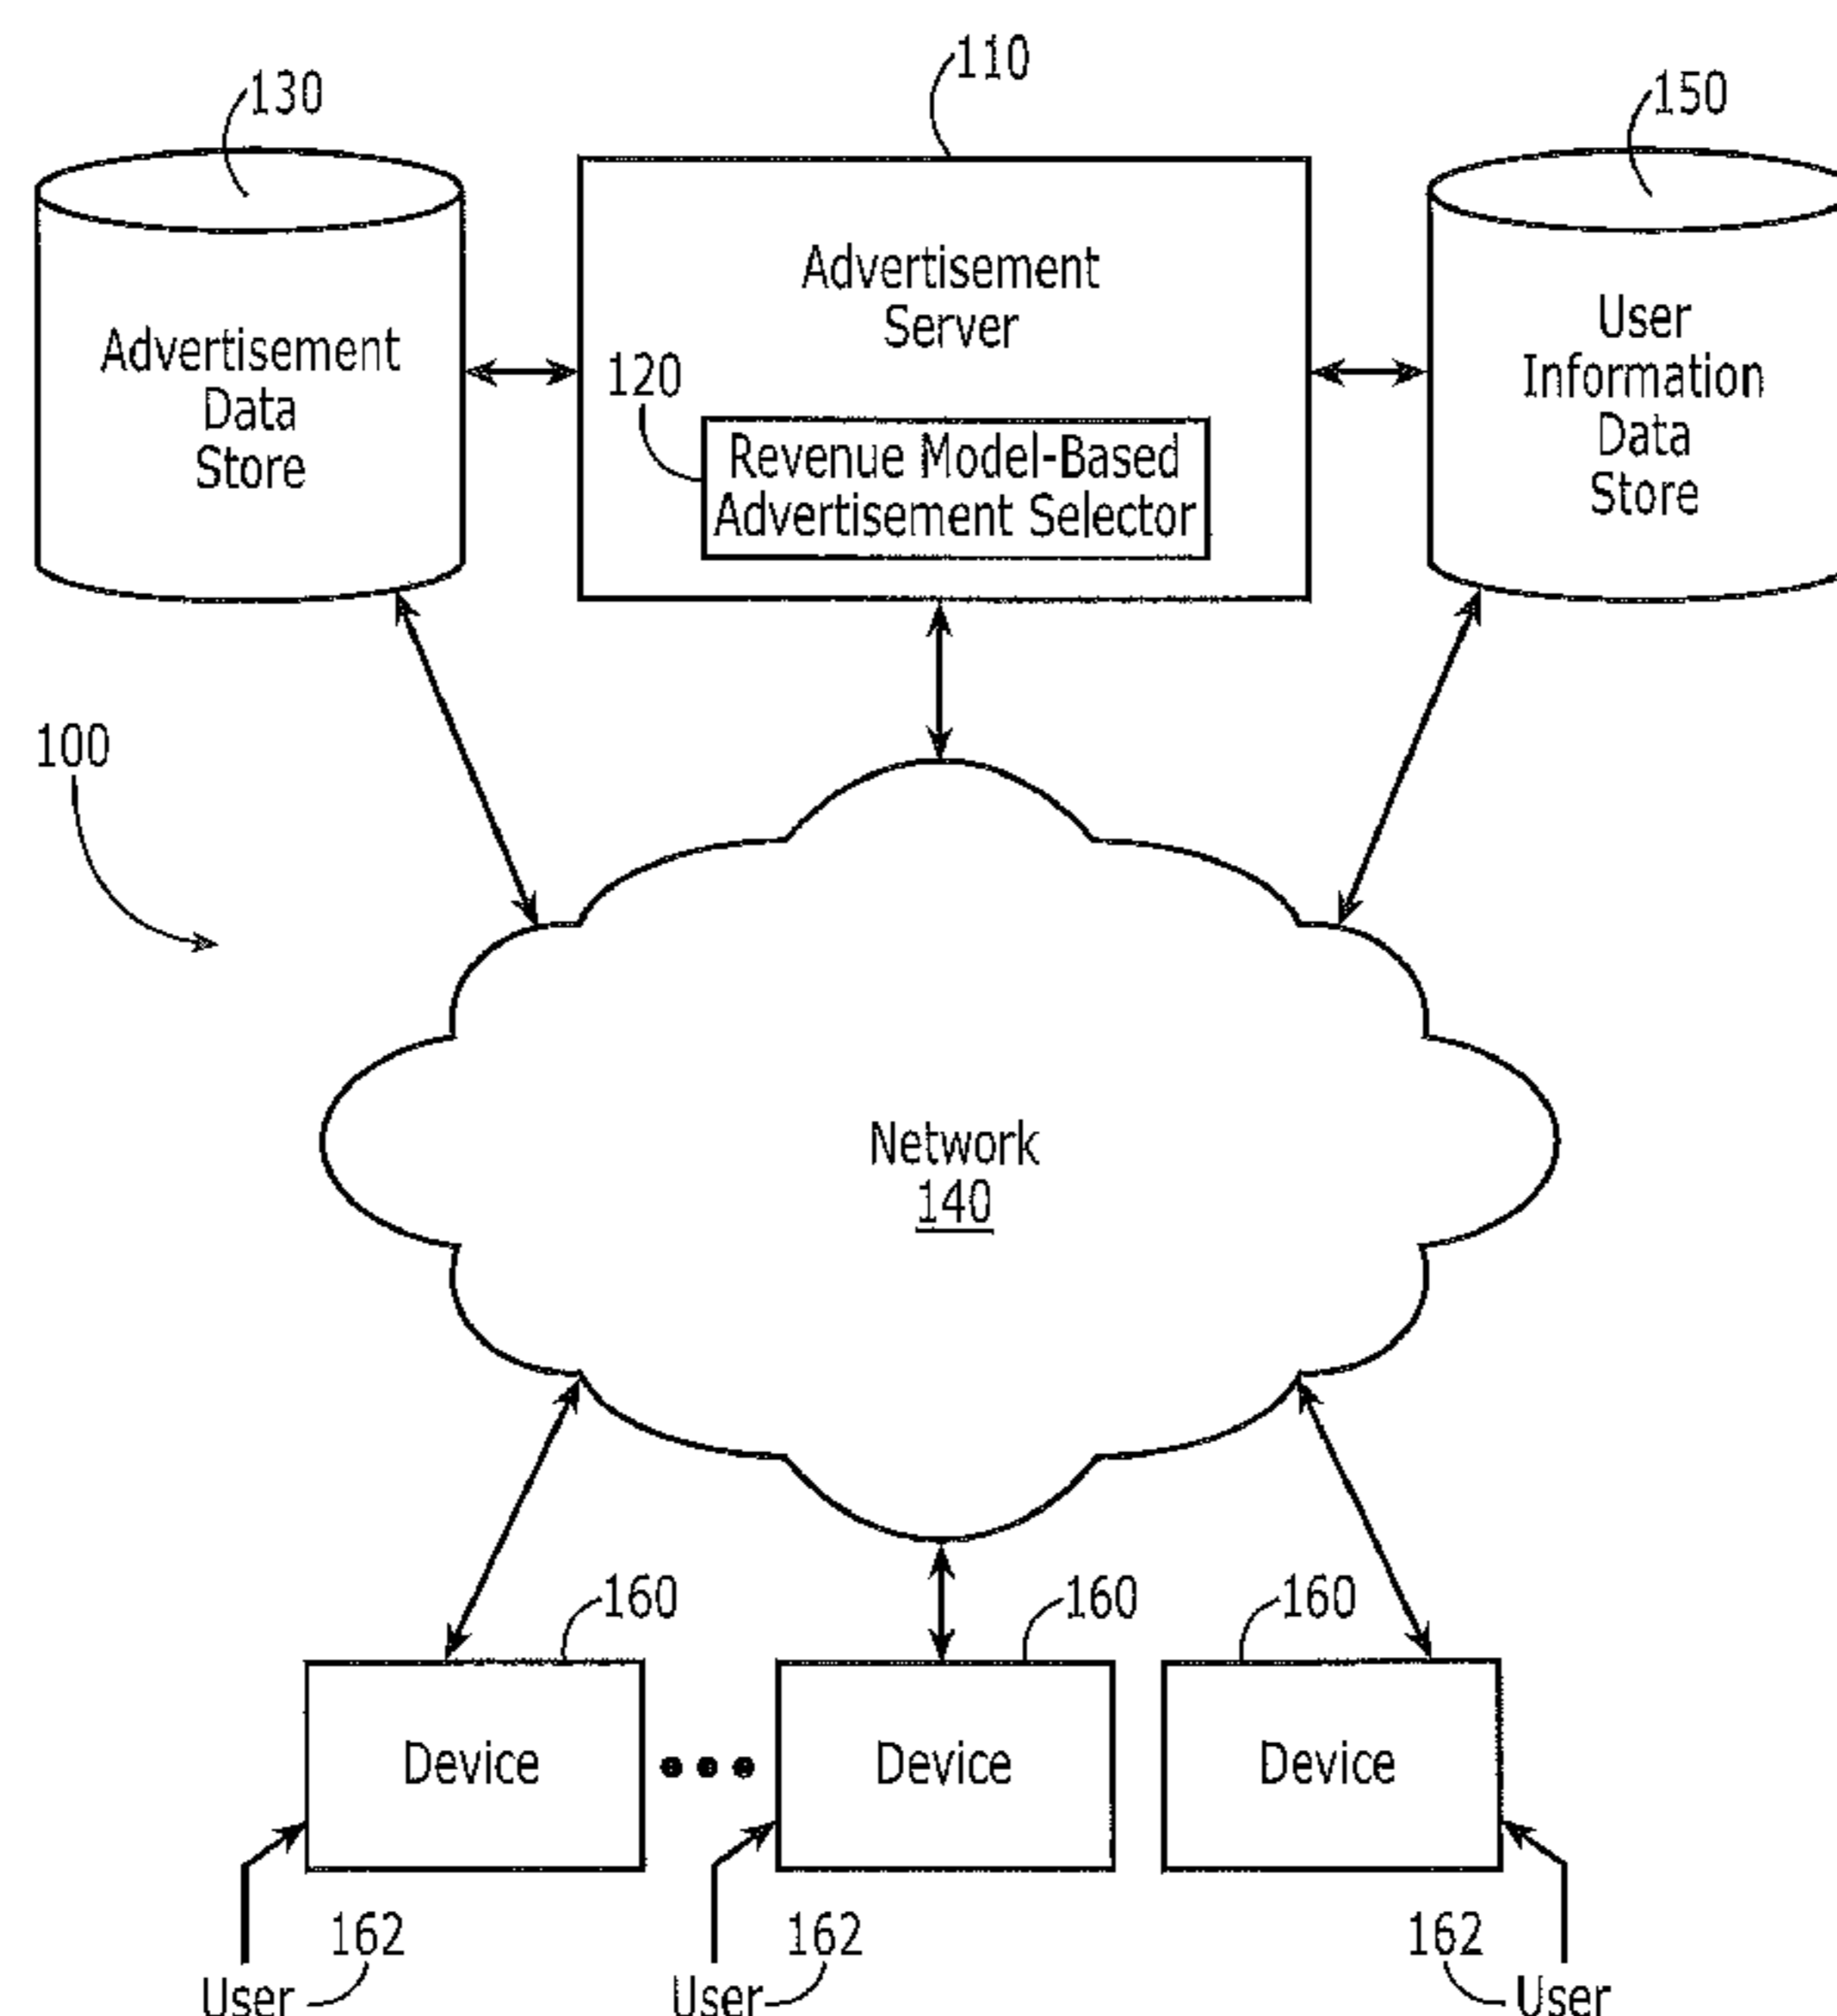 110
130
150
Advertisement
Server
Advertisement
Data
Store
User
Information
Data
Store
120
Revenue Model-Based
Advertisement Selector
100
Network
140
160
160
160
Device
Device
Device
162
162
162
User
User
User